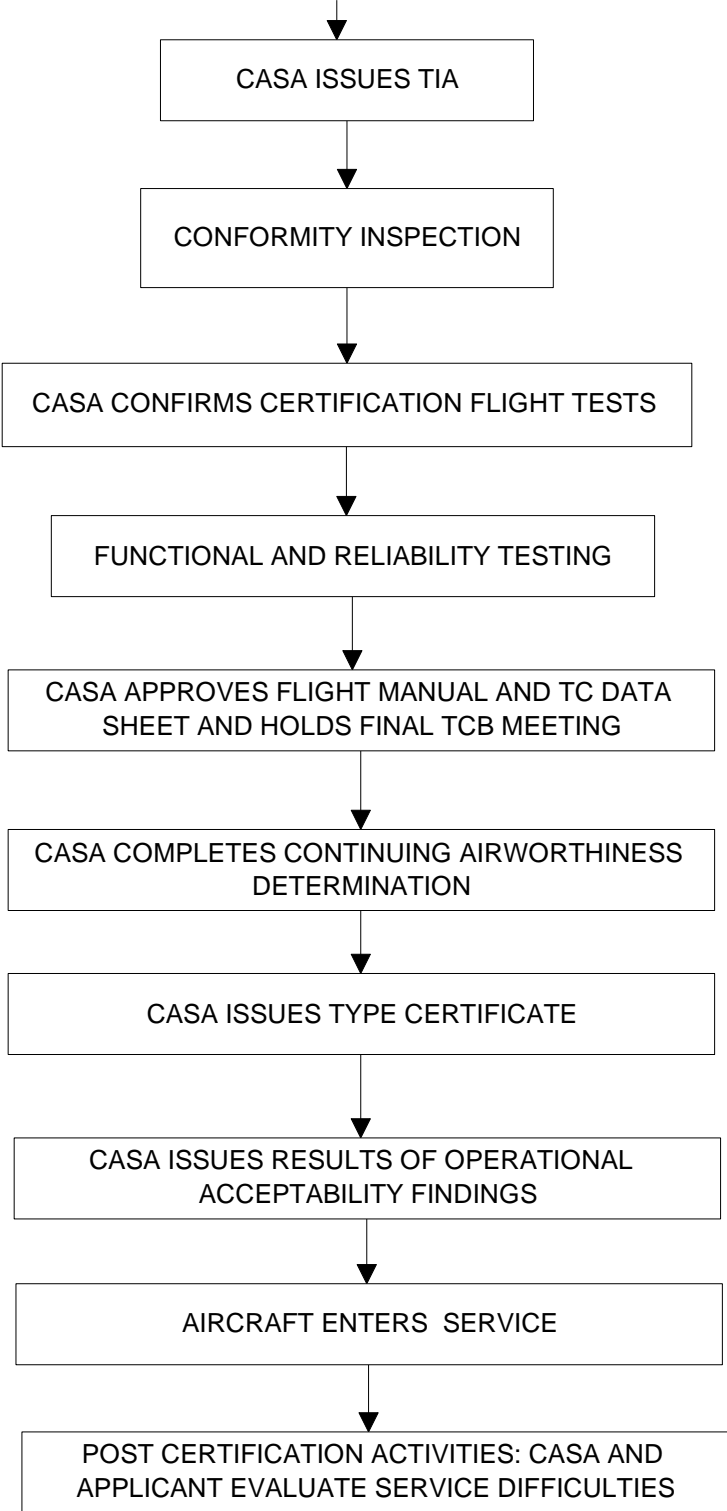 CASA ISSUES TIA
CONFORMITY INSPECTION
CASA CONFIRMS CERTIFICATION FLIGHT TESTS
FUNCTIONAL AND RELIABILITY TESTING
CASA APPROVES FLIGHT MANUAL AND TC DATA
SHEET AND HOLDS FINAL TCB MEETING
CASA COMPLETES CONTINUING AIRWORTHINESS
DETERMINATION
CASA ISSUES TYPE CERTIFICATE
CASA ISSUES RESULTS OF OPERATIONAL
ACCEPTABILITY FINDINGS
AIRCRAFT ENTERS  SERVICE
POST CERTIFICATION ACTIVITIES: CASA AND
APPLICANT EVALUATE SERVICE DIFFICULTIES